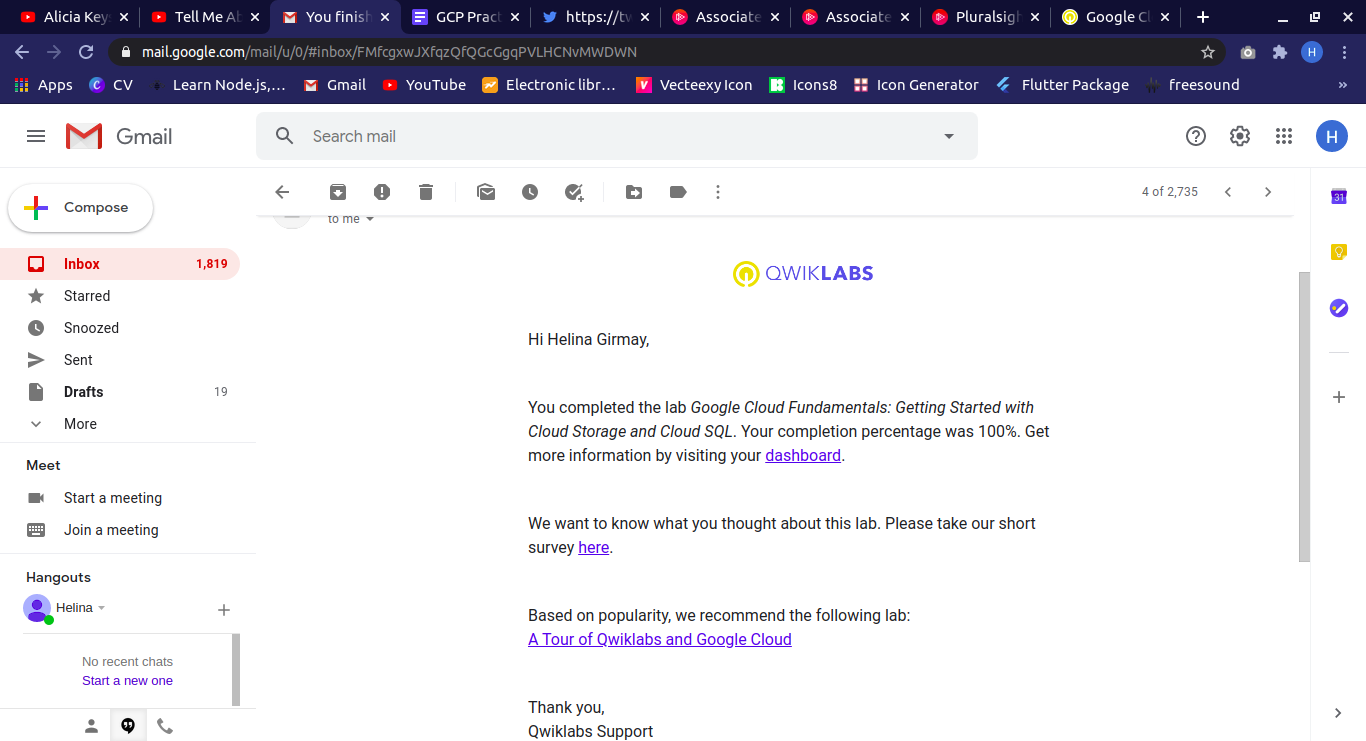 Alicia Key
Tell Me Ab
You finish
GCP Pract
https://tw
Associate
Associate
Pluralsigh
Google Cl
mail.google.com/mail/u/0/#inbox/FMfcgxwJXfqzQfQGcGgqPVLHCNvMWDWN
H
Apps
CV
Learn Node.js,...
Gmail
YouTube
Electronic libr...
Vecteexy Icon
Icons8
Icon Generator
Flutter Package
freesound
»
Gmail
Search mail
H
Compose
4 of 2,735
31
to me
Inbox 1,819
Starred
Snoozed
Sent
Drafts 19
More
Meet
Start a meeting
Join a meeting
Hangouts
Helina
No recent chats
Start a new one
QWIKLABS
Hi Helina Girmay,
You completed the lab Google Cloud Fundamentals: Getting Started with
Cloud Storage and Cloud SQL. Your completion percentage was 100%. Get
more information by visiting your dashboard.
We want to know what you thought about this lab. Please take our short
survey here.
Based on popularity, we recommend the following lab:
A Tour of Qwiklabs and Google Cloud
Thank you,
Qwiklabs Support